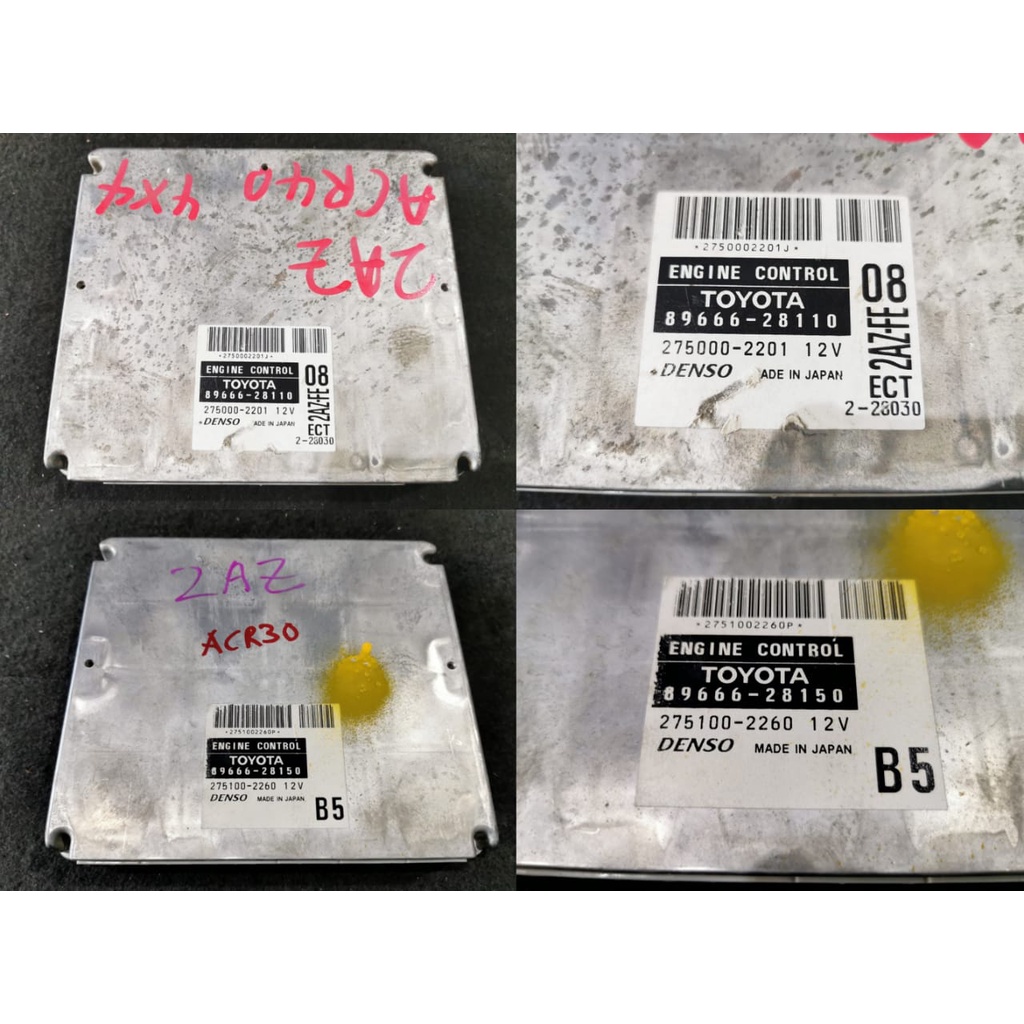 ACR40 4X4
2AZ
*2750002201J*
ENGINE CONTROL
TOYOTA
89666-28110
275000-2201 12V
DENSO ADE IN JAPAN
08
2AZ-FE
ECT
2-28030
*2750002201J*
ENGINE CONTROL
TOYOTA
89666-28110
275000-2201 12V
DENSO MADE IN JAPAN
08
2AZ-FE
ECT
2-28030
2AZ
ACR30
*2751002260P*
ENGINE CONTROL
TOYOTA
89666-28150
275100-2260 12V
DENSO MADE IN JAPAN
B5
*2751002260P*
ENGINE CONTROL
TOYOTA
89666-28150
275100-2260 12V
DENSO MADE IN JAPAN
B5